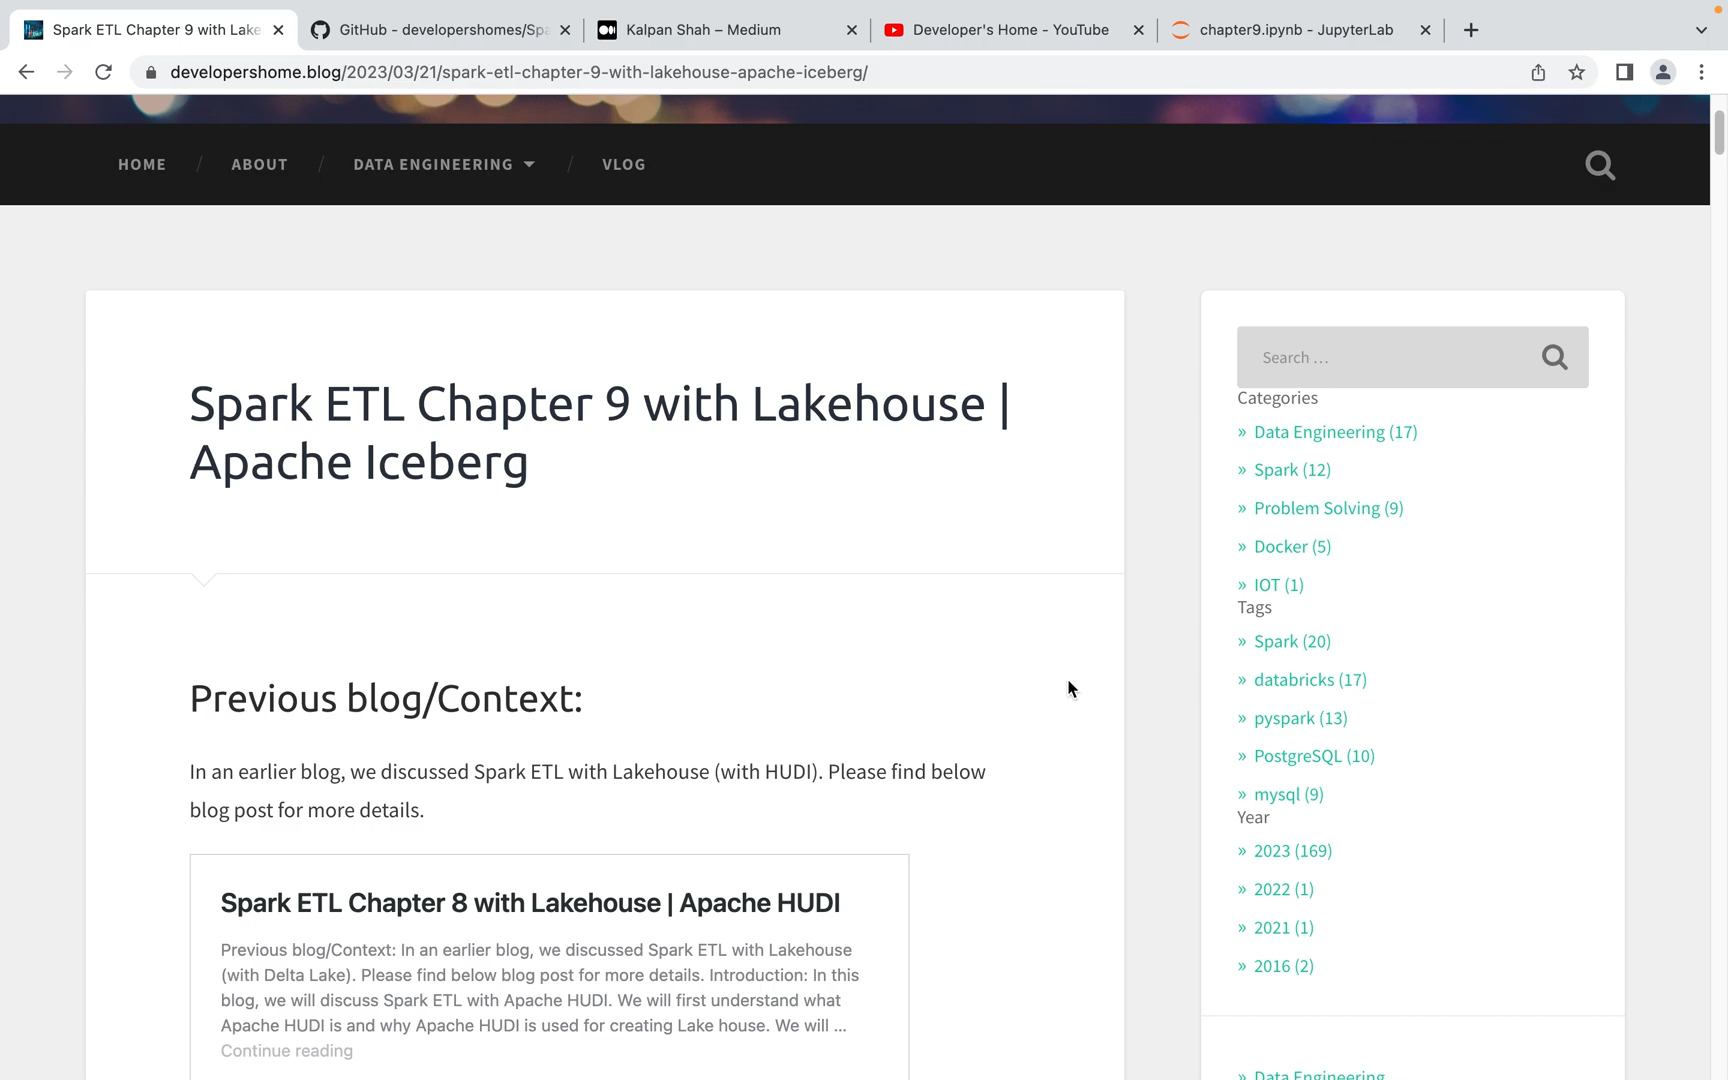 Spark ETL Chapter 9 with Lake
GitHub - developershomes/Spa
Kalpan Shah – Medium
Developer's Home - YouTube
chapter9.ipynb - JupyterLab
developershome.blog/2023/03/21/spark-etl-chapter-9-with-lakehouse-apache-iceberg/
HOME / ABOUT / DATA ENGINEERING / VLOG
Spark ETL Chapter 9 with Lakehouse |
Apache Iceberg
Previous blog/Context:
In an earlier blog, we discussed Spark ETL with Lakehouse (with HUDI). Please find below
blog post for more details.
Spark ETL Chapter 8 with Lakehouse | Apache HUDI
Previous blog/Context: In an earlier blog, we discussed Spark ETL with Lakehouse
(with Delta Lake). Please find below blog post for more details. Introduction: In this
blog, we will discuss Spark ETL with Apache HUDI. We will first understand what
Apache HUDI is and why Apache HUDI is used for creating Lake house. We will ...
Continue reading
Search …
Categories
» Data Engineering (17)
» Spark (12)
» Problem Solving (9)
» Docker (5)
» IOT (1)
Tags
» Spark (20)
» databricks (17)
» pyspark (13)
» PostgreSQL (10)
» mysql (9)
Year
» 2023 (169)
» 2022 (1)
» 2021 (1)
» 2016 (2)
» Data Engineering